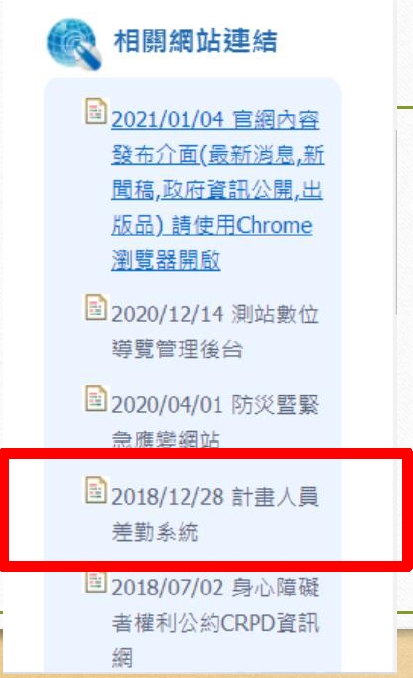 相關網站連結
2021/01/04 官網內容
發布介面(最新消息,新
聞稿,政府資訊公開,出
版品) 請使用Chrome
瀏覽器開啟
2020/12/14 測站數位
導覽管理後台
2020/04/01 防災暨緊
急應變網站
2018/12/28 計畫人員
差勤系統
2018/07/02 身心障礙
者權利公約CRPD資訊
網